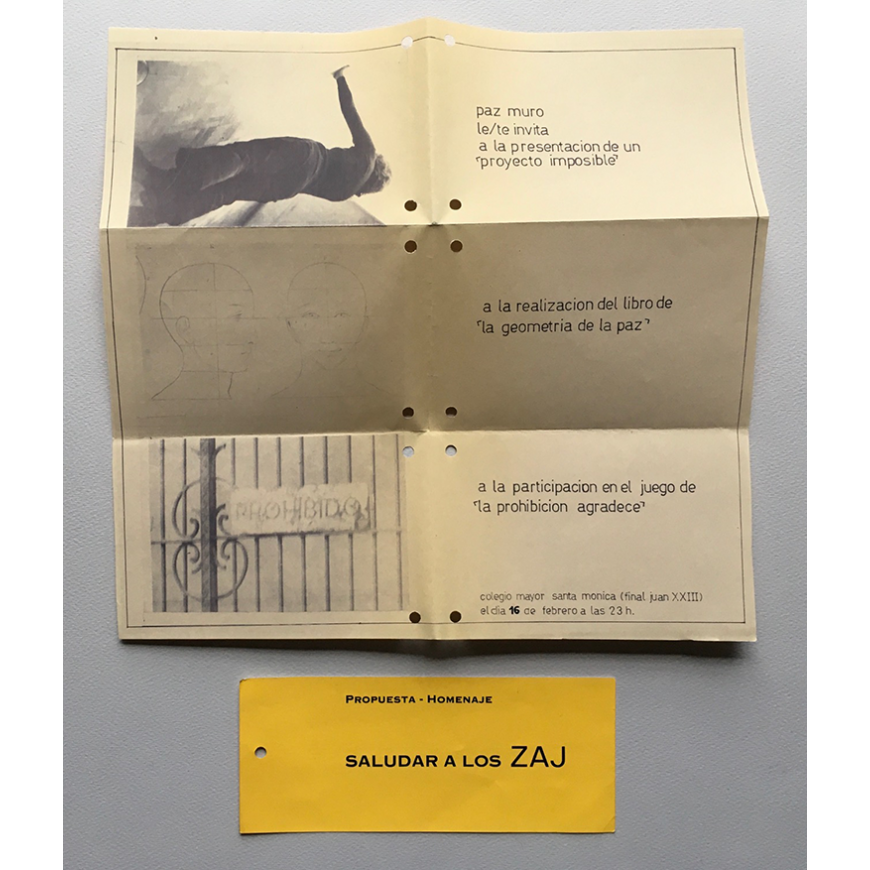 paz muro
le/te invita
a la presentacion de un
"proyecto imposible"
a la realizacion del libro de
"la geometria de la paz"
PROHIBIDO
a la participacion en el juego de
"la prohibicion agradece"
colegio mayor santa monica (final juan XXIII)
el dia 16 de febrero a las 23 h.
PROPUESTA - HOMENAJE
SALUDAR A LOS ZAJ